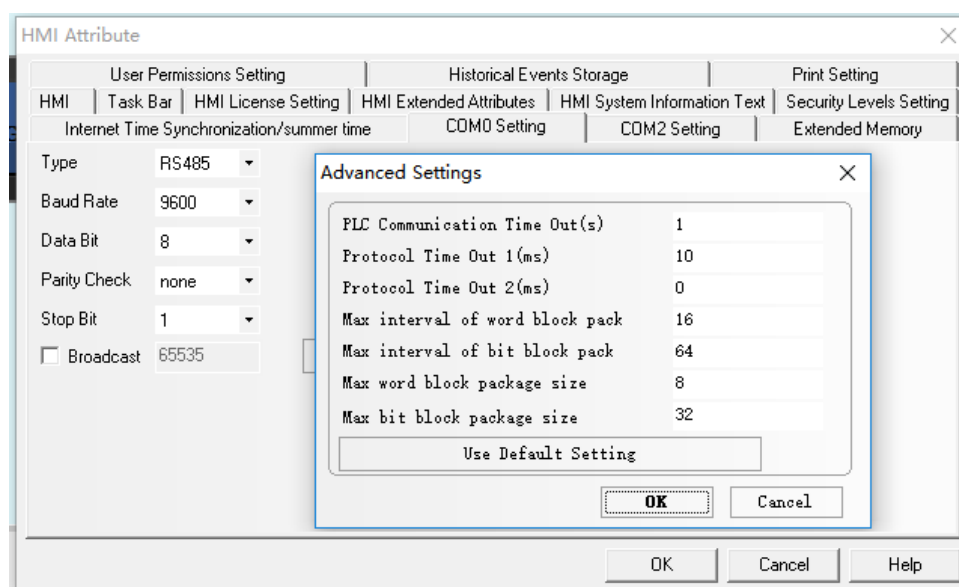 HMI Attribute
User Permissions Setting
Historical Events Storage
Print Setting
HMI
Task Bar
HMI License Setting
HMI Extended Attributes
HMI System Information Text
Security Levels Setting
Internet Time Synchronization/summer time
COM0 Setting
COM2 Setting
Extended Memory
Type RS485
Baud Rate 9600
Data Bit 8
Parity Check none
Stop Bit 1
Broadcast 65535
Advanced Settings
PLC Communication Time Out(s) 1
Protocol Time Out 1(ms) 10
Protocol Time Out 2(ms) 0
Max interval of word block pack 16
Max interval of bit block pack 64
Max word block package size 8
Max bit block package size 32
Use Default Setting
OK
Cancel
OK
Cancel
Help